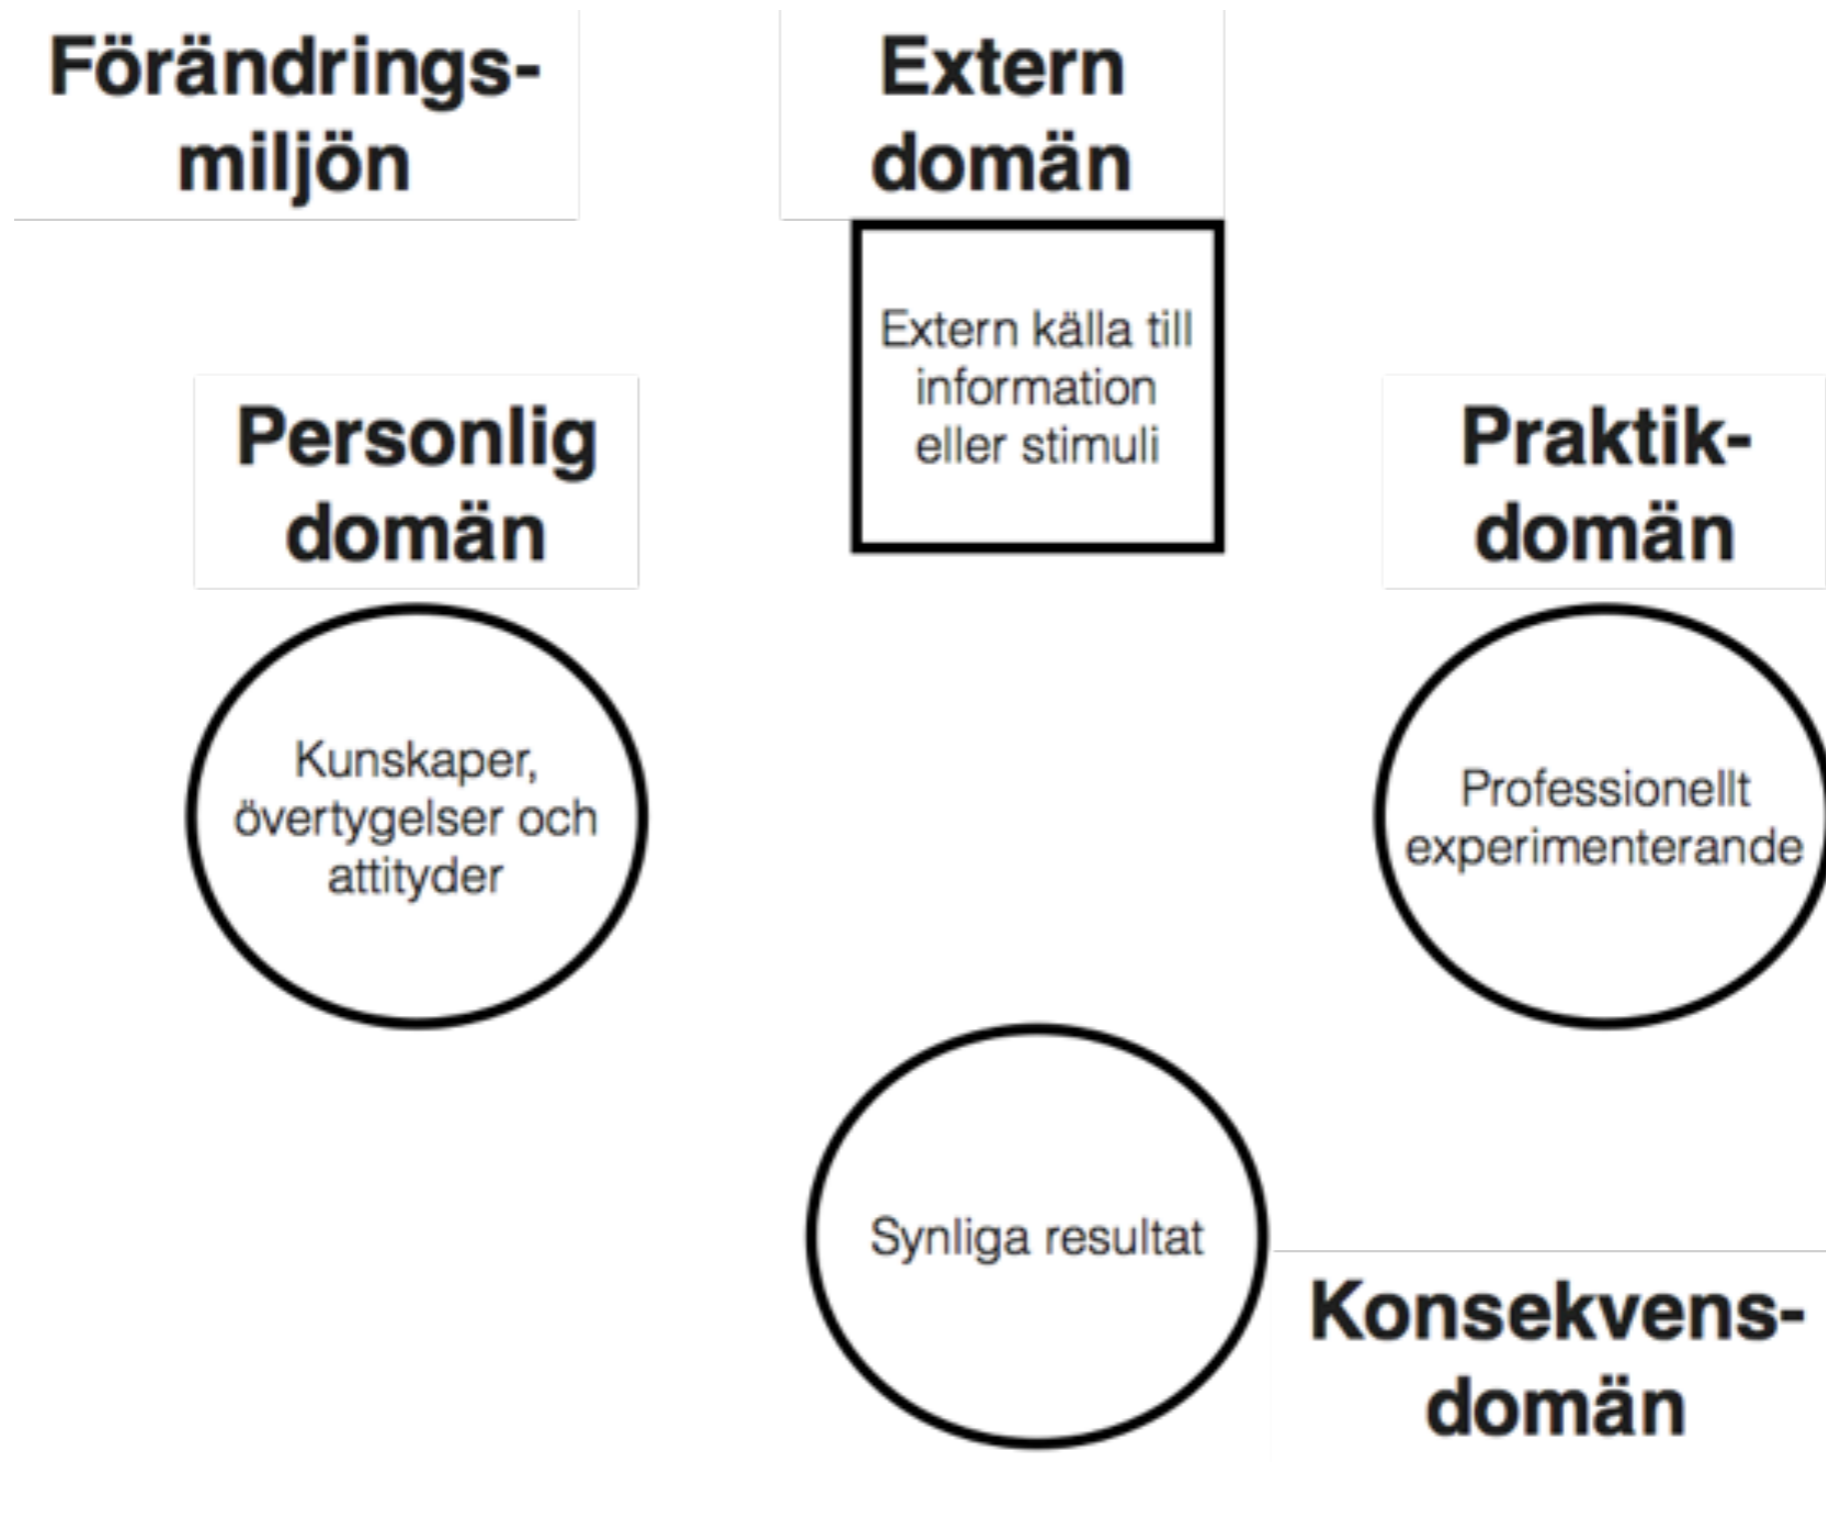 Förändrings-
miljön
Extern
domän
Extern källa till
information
eller stimuli
Personlig
domän
Kunskaper,
övertygelser och
attityder
Praktik-
domän
Professionellt
experimenterande
Synliga resultat
Konsekvens-
domän